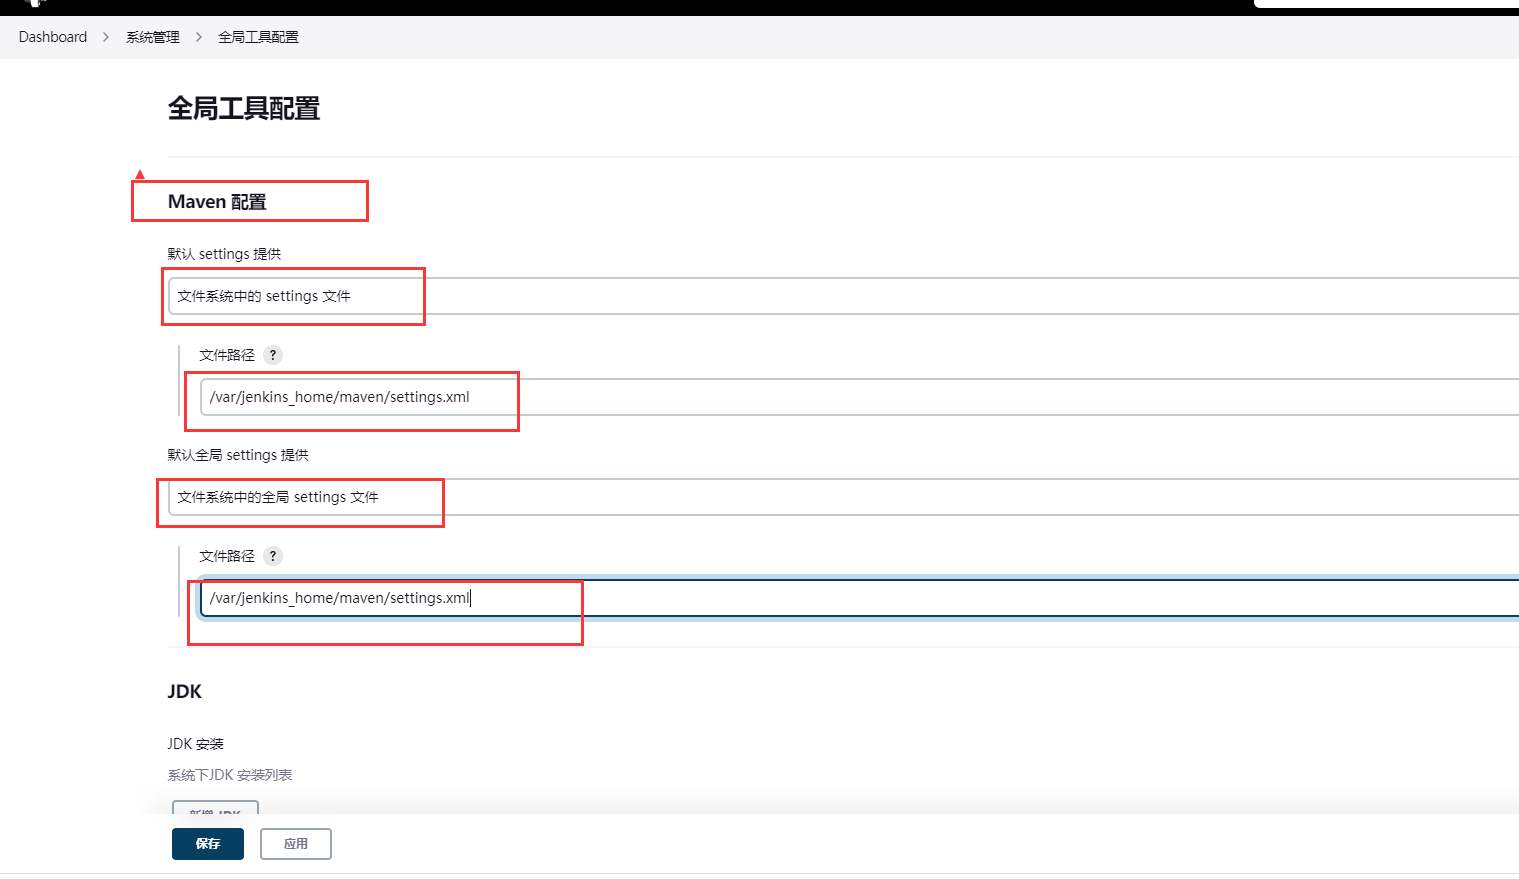 Dashboard > 系统管理 > 全局工具配置
全局工具配置
Maven 配置
默认 settings 提供
文件系统中的 settings 文件
文件路径 ?
/var/jenkins_home/maven/settings.xml
默认全局 settings 提供
文件系统中的全局 settings 文件
文件路径 ?
/var/jenkins_home/maven/settings.xml
JDK
JDK 安装
系统下JDK 安装列表
新增 JDK
保存 应用